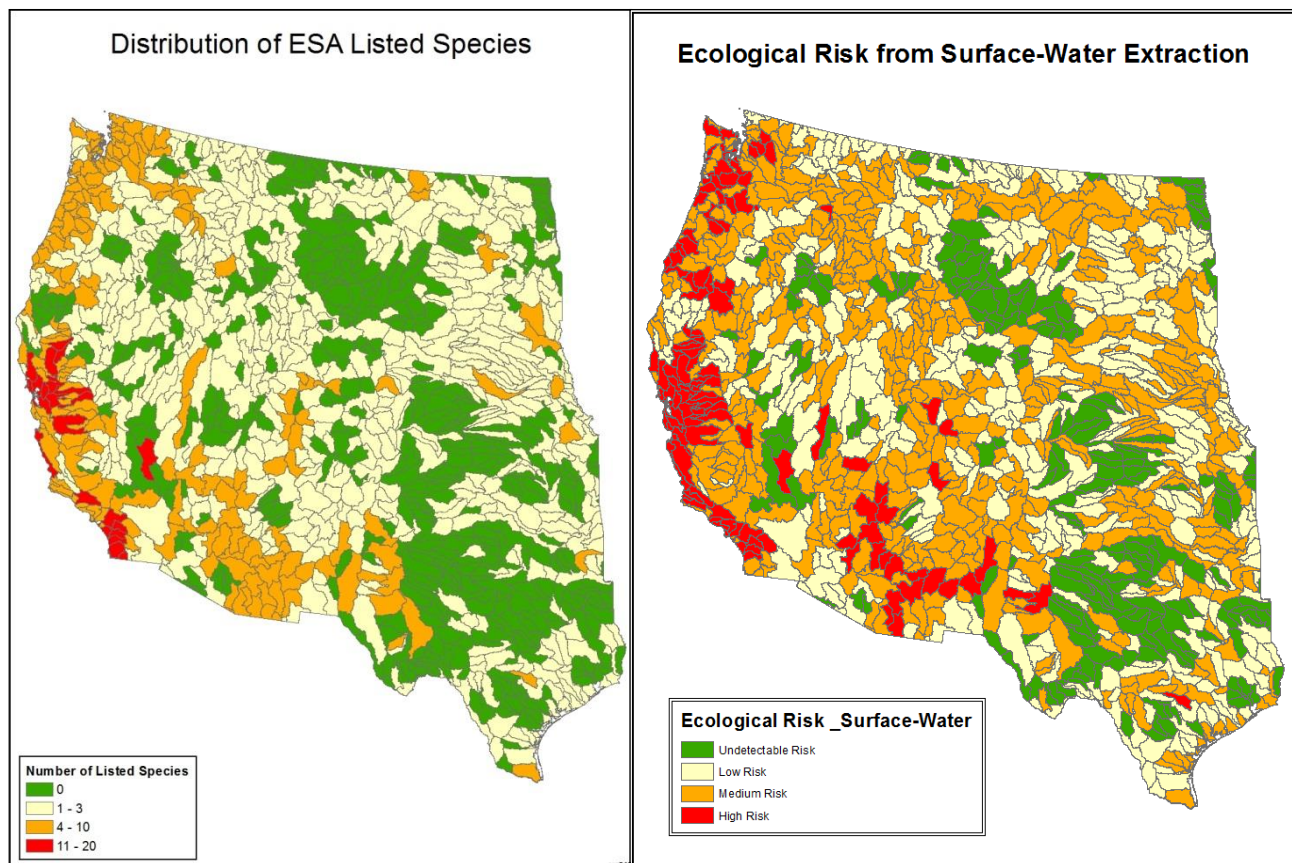 Distribution of ESA Listed Species
Number of Listed Species
0
1 - 3
4 - 10
11 - 20
Ecological Risk from Surface-Water Extraction
Ecological Risk _Surface-Water
Undetectable Risk
Low Risk
Medium Risk
High Risk